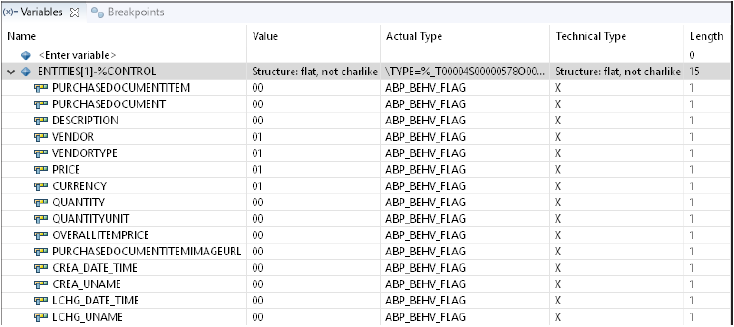 (x)= Variables Breakpoints
Name Value Actual Type Technical Type Length
<Enter variable> 0
ENTITIES[1]-%CONTROL Structure: flat, not charlike \TYPE=%_T00004S00000578O00... Structure: flat, not charlike 15
PURCHASEDOCUMENTITEM 00 ABP_BEHV_FLAG X 1
PURCHASEDOCUMENT 00 ABP_BEHV_FLAG X 1
DESCRIPTION 00 ABP_BEHV_FLAG X 1
VENDOR 01 ABP_BEHV_FLAG X 1
VENDORTYPE 01 ABP_BEHV_FLAG X 1
PRICE 01 ABP_BEHV_FLAG X 1
CURRENCY 01 ABP_BEHV_FLAG X 1
QUANTITY 00 ABP_BEHV_FLAG X 1
QUANTITYUNIT 00 ABP_BEHV_FLAG X 1
OVERALLITEMPRICE 00 ABP_BEHV_FLAG X 1
PURCHASEDOCUMENTITEMIMAGEURL 00 ABP_BEHV_FLAG X 1
CREA_DATE_TIME 00 ABP_BEHV_FLAG X 1
CREA_UNAME 00 ABP_BEHV_FLAG X 1
LCHG_DATE_TIME 00 ABP_BEHV_FLAG X 1
LCHG_UNAME 00 ABP_BEHV_FLAG X 1